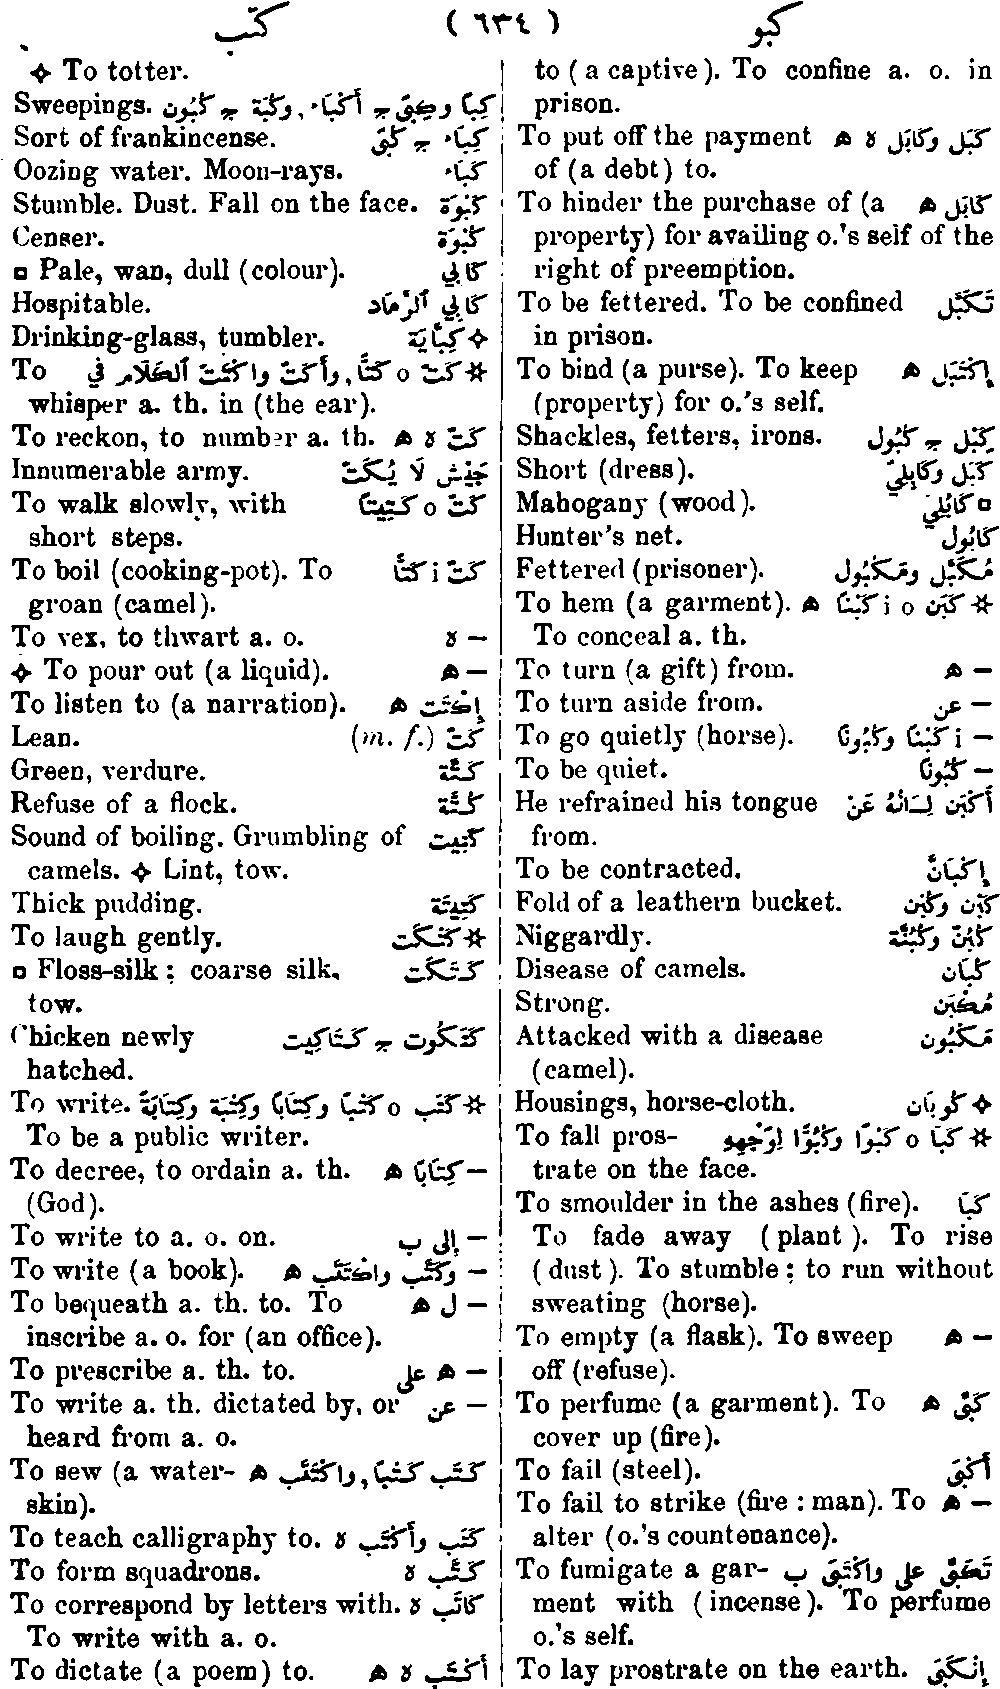 كبو ( ٦٣٤ ) كتب
to (a captive). To confine a. o. in
prison.
To put off the payment كَبَل وكَابَل ه ه
of (a debt) to.
To hinder the purchase of (a كَابَل ه
property) for availing o.'s self of the
right of preemption.
To be fettered. To be confined تَكَبَّل
in prison.
To bind (a purse). To keep إِكْتَبَل ه
(property) for o.'s self.
Shackles, fetters, irons. كَبْل ج كُبُول
Short (dress). كَبَل وكَابِلِيّ
Mahogany (wood). ▫ كَابُلِيّ
Hunter's net. كَابُول
Fettered (prisoner). مُكَبَّل ومَكْبُول
To hem (a garment). ☆ كَبَن i o كَبْنًا ه
To conceal a. th.
To turn (a gift) from. — ه
To turn aside from. — عن
To go quietly (horse). — i كَبْنًا وكُبُونًا
To be quiet. — كُبُونًا
He refrained his tongue أَكْبَن لِسَانَهُ عَنْ
from.
To be contracted. إِكْبَأَنَّ
Fold of a leathern bucket. كَبْن وكِبْن
Niggardly. كُبُنّ وكُبُنَّة
Disease of camels. كُبَان
Strong. مُكْبَن
Attacked with a disease مَكْبُون
(camel).
Housings, horse-cloth. ❖ كُوبَان
To fall pros- ☆ كَبَا o كَبْوًا وكُبُوًّا لِوَجْهِهِ
trate on the face.
To smoulder in the ashes (fire). كَبَا
To fade away (plant). To rise
(dust). To stumble; to run without
sweating (horse).
To empty (a flask). To sweep — ه
off (refuse).
To perfume (a garment). To كَبَّى ه
cover up (fire).
To fail (steel). أَكْبَى
To fail to strike (fire : man). To — ه
alter (o.'s countenance).
To fumigate a gar- تَكَبَّى على واكْتَبَى ب
ment with (incense). To perfume
o.'s self.
To lay prostrate on the earth. إِنْكَبَى
❖ To totter.
Sweepings. كِبًا وكِبًى ج أَكْبَاء, وكُبَة ج كُبُون
Sort of frankincense. كِبَاء ج كُبًى
Oozing water. Moon-rays. كَبَاء
Stumble. Dust. Fall on the face. كَبْوَة
Censer. كُبْوَة
▫ Pale, wan, dull (colour). كَابِي
Hospitable. كَابِي ٱلرَّمَاد
Drinking-glass, tumbler. ❖ كُبَّايَة
To ☆ كَتَّ o كَتًّا, وأَكَتَّ واكْتَتَّ ٱلْكَلَامَ فِي
whisper a. th. in (the ear).
To reckon, to number a. th. كَتَّ ه ه
Innumerable army. جَيْش لَا يُكَتّ
To walk slowly, with كَتَّ o كَتِيتًا
short steps.
To boil (cooking-pot). To كَتَّ i كَتًّا
groan (camel).
To vex, to thwart a. o. — ه
❖ To pour out (a liquid). — ه
To listen to (a narration). إِكْتَتَّ ه
Lean. كَتّ (m. f.)
Green, verdure. كَتَّة
Refuse of a flock. كُتَّة
Sound of boiling. Grumbling of كَتِيت
camels. ❖ Lint, tow.
Thick pudding. كَتِيتَة
To laugh gently. ☆ كَتْكَت
▫ Floss-silk; coarse silk, كَتْكَت
tow.
Chicken newly كَتْكُوت ج كَتَاكِيت
hatched.
To write. ☆ كَتَب o كَتْبًا وكِتَابًا وكِتْبَة وكِتَابَةً
To be a public writer.
To decree, to ordain a. th. — كِتَابًا ه
(God).
To write to a. o. on. — إِلى ب
To write (a book). — وكَتَّب واكْتَتَب ه
To bequeath a. th. to. To — ل ه
inscribe a. o. for (an office).
To prescribe a. th. to. — ه على
To write a. th. dictated by, or — عن
heard from a. o.
To sew (a water- كَتَب كَتْبًا, واكْتَتَب ه
skin).
To teach calligraphy to. كَتَّب وأَكْتَب ه
To form squadrons. كَتَّب ه
To correspond by letters with. كَاتَب ه
To write with a. o.
To dictate (a poem) to. أَكْتَب ه ه